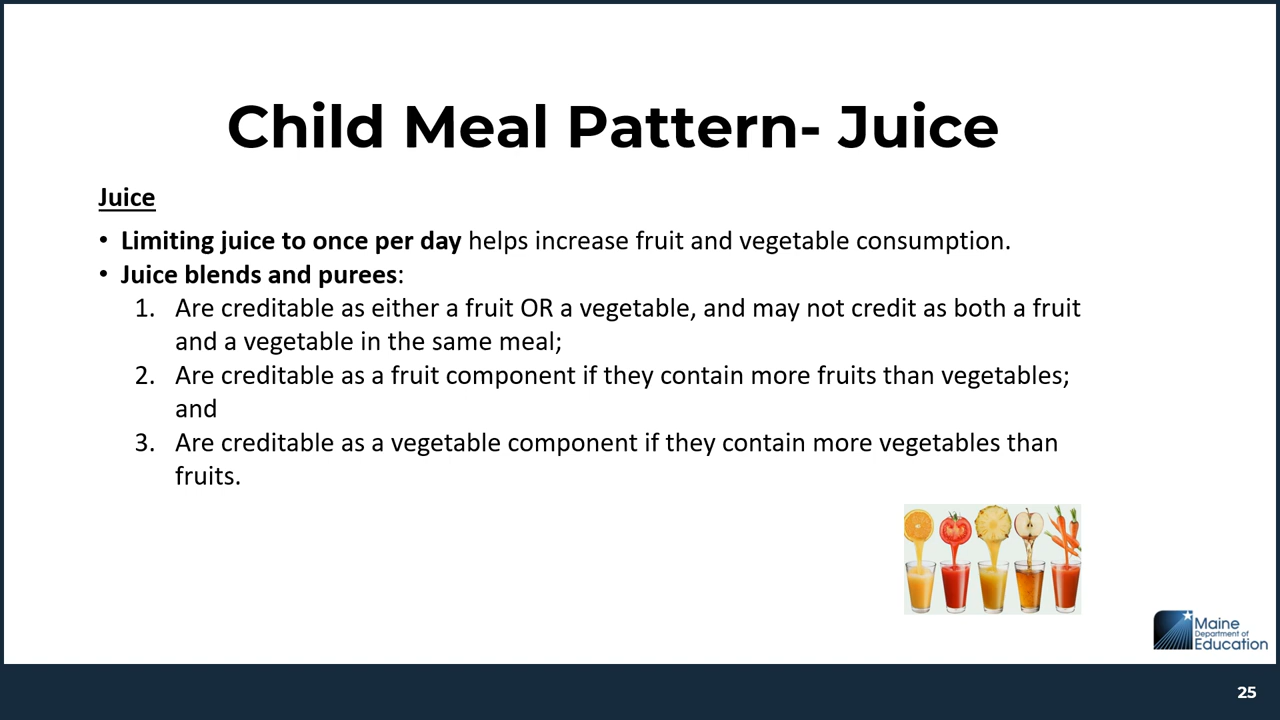 Child Meal Pattern- Juice
Juice
• Limiting juice to once per day helps increase fruit and vegetable consumption.
• Juice blends and purees:
1. Are creditable as either a fruit OR a vegetable, and may not credit as both a fruit
and a vegetable in the same meal;
2. Are creditable as a fruit component if they contain more fruits than vegetables;
and
3. Are creditable as a vegetable component if they contain more vegetables than
fruits.
Maine
Department of
Education
25